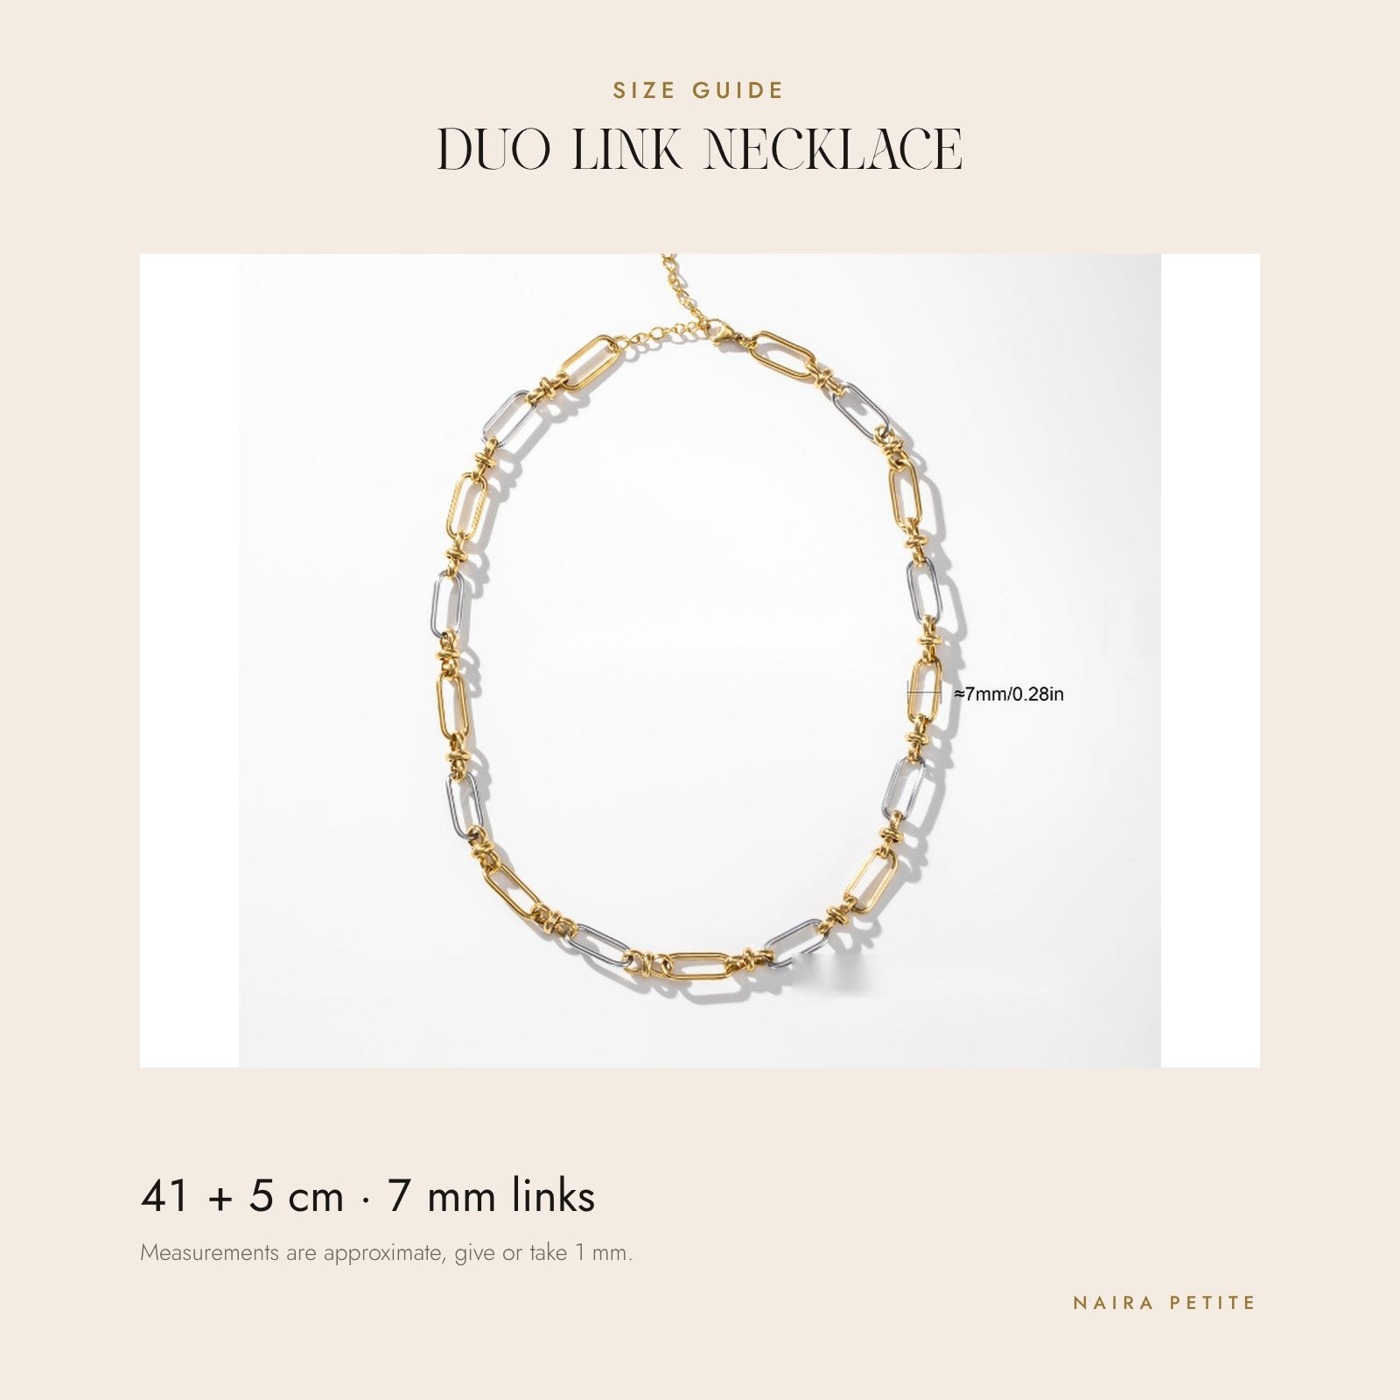 SIZE GUIDE
DUO LINK NECKLACE
≈7mm/0.28in
41 + 5 cm · 7 mm links
Measurements are approximate, give or take 1 mm.
NAIRA PETITE